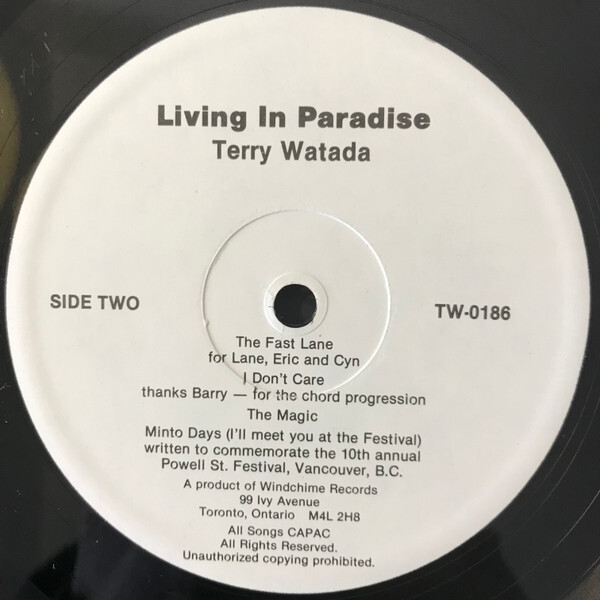 Living In Paradise
Terry Watada
SIDE TWO
TW-0186
The Fast Lane
for Lane, Eric and Cyn
I Don't Care
thanks Barry — for the chord progression
The Magic
Minto Days (I'll meet you at the Festival)
written to commemorate the 10th annual
Powell St. Festival, Vancouver, B.C.
A product of Windchime Records
99 Ivy Avenue
Toronto, Ontario M4L 2H8
All Songs CAPAC
All Rights Reserved.
Unauthorized copying prohibited.